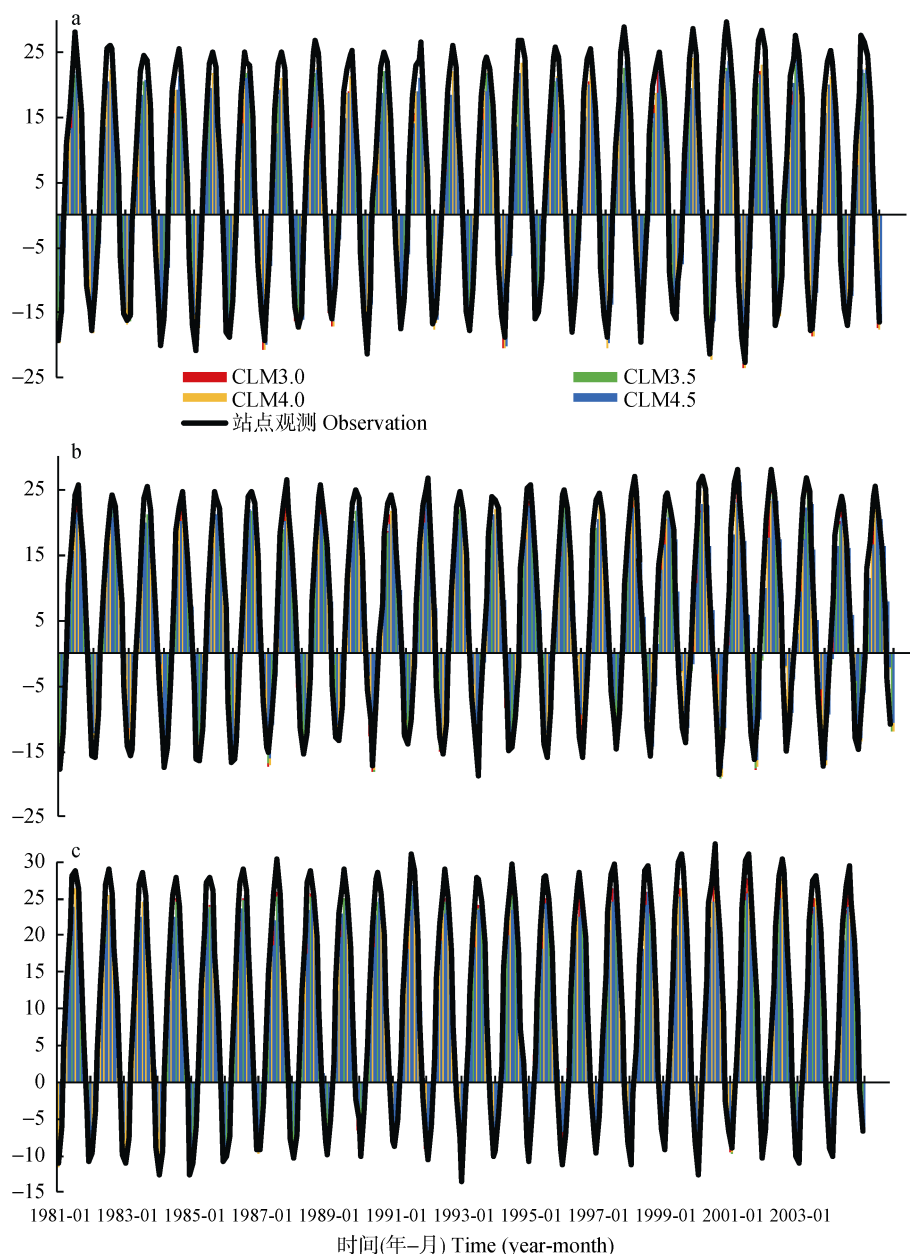 a
25
15
5
−5
−15
−25
CLM3.0 CLM3.5
CLM4.0 CLM4.5
站点观测 Observation
b
25
15
5
−5
−15
−25
c
30
25
20
15
10
5
0
−5
−10
−15
1981-01 1983-01 1985-01 1987-01 1989-01 1991-01 1993-01 1995-01 1997-01 1999-01 2001-01 2003-01
时间(年−月) Time (year-month)